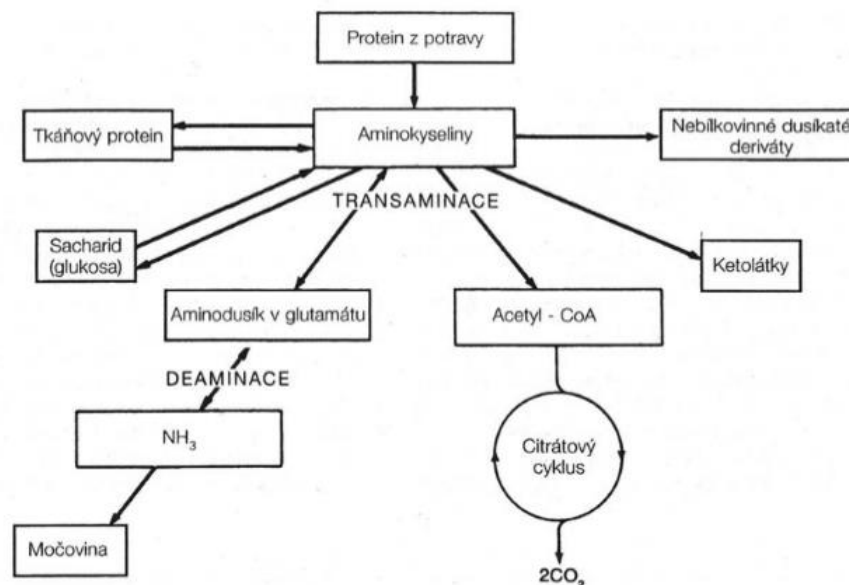 Protein z potravy
Tkáňový protein
Aminokyseliny
Nebílkovinné dusíkaté
deriváty
TRANSAMINACE
Sacharid
(glukosa)
Ketolátky
Aminodusík v glutamátu
Acetyl - CoA
DEAMINACE
NH₃
Citrátový
cyklus
Močovina
2CO₂